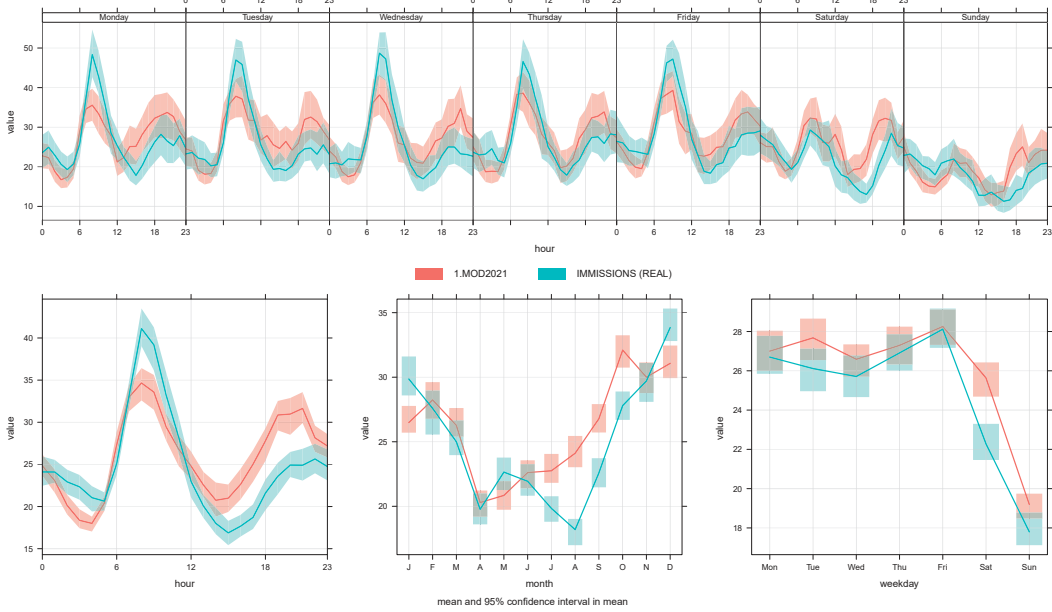 0 6 12 18 23 0 6 12 18 23 0 6 12 18 23
Monday Tuesday Wednesday Thursday Friday Saturday Sunday
50
40
30
20
10
value
0 6 12 18 23 0 6 12 18 23 0 6 12 18 23 0 6 12 18 23
hour
1.MOD2021 IMMISSIONS (REAL)
40
35
30
25
20
15
value
0 6 12 18 23
hour
35
30
25
20
value
J F M A M J J A S O N D
month
mean and 95% confidence interval in mean
28
26
24
22
20
18
value
Mon Tue Wed Thu Fri Sat Sun
weekday